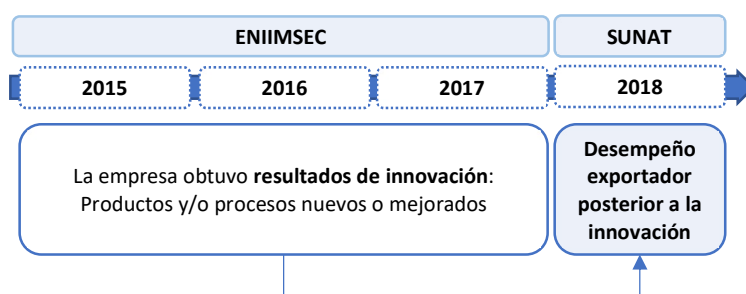 ENIIMSEC
SUNAT
2015
2016
2017
2018
La empresa obtuvo resultados de innovación:
Productos y/o procesos nuevos o mejorados
Desempeño
exportador
posterior a la
innovación